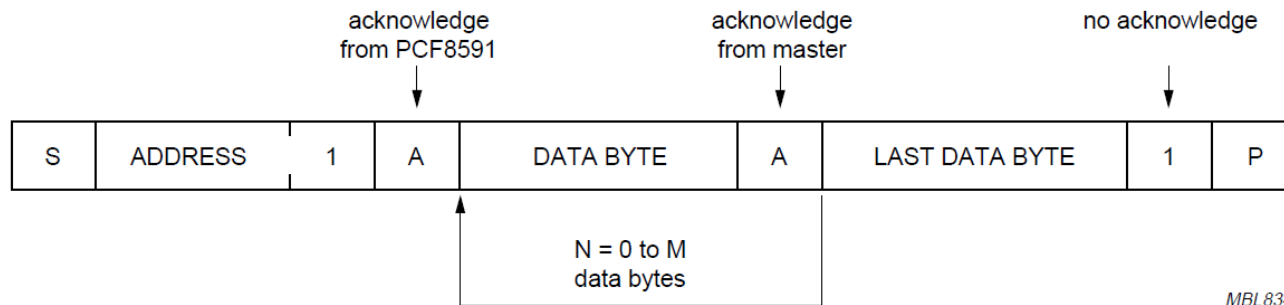 acknowledge
from PCF8591
acknowledge
from master
no acknowledge
S ADDRESS 1 A DATA BYTE A LAST DATA BYTE 1 P
N = 0 to M
data bytes
MBL83